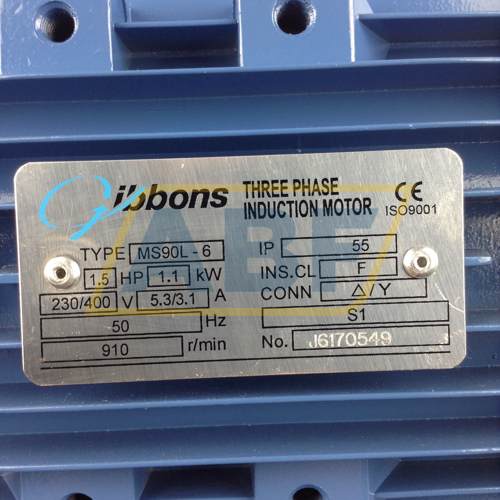 Gibbons THREE PHASE INDUCTION MOTOR CE ISO9001
ABF
TYPE MS90L-6 IP 55
1.5 HP 1.1 kW INS.CL F
230/400 V 5.3/3.1 A CONN △/Y
50 Hz S1
910 r/min No. J6170549